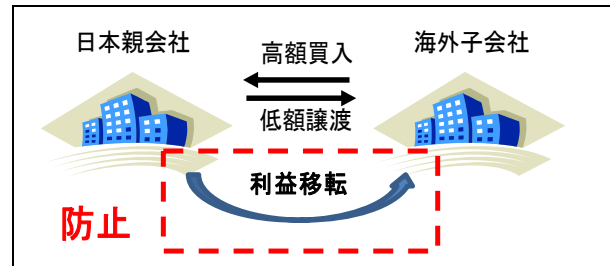 日本親会社
高額買入
海外子会社
低額譲渡
利益移転
防止